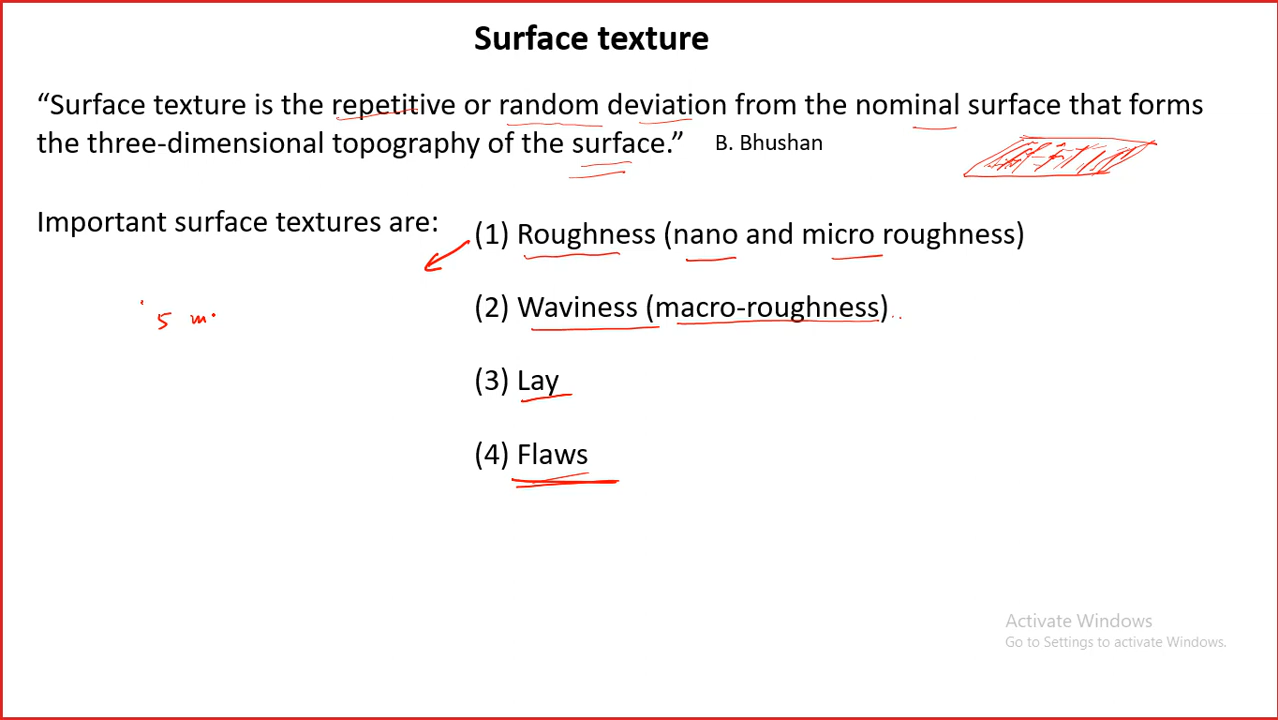 Surface texture
“Surface texture is the repetitive or random deviation from the nominal surface that forms
the three-dimensional topography of the surface.” B. Bhushan
Important surface textures are:
(1) Roughness (nano and micro roughness)
(2) Waviness (macro-roughness)
5 m
(3) Lay
(4) Flaws
Activate Windows
Go to Settings to activate Windows.